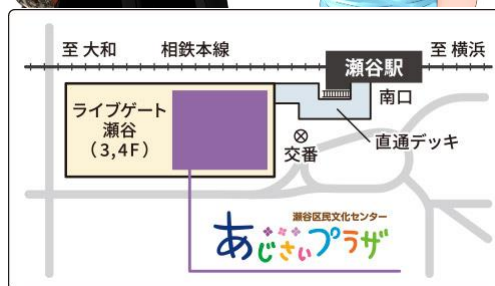 至 大和
相鉄本線
瀬谷駅
至 横浜
南口
ライブゲート
瀬谷
(3,4F)
直通デッキ
交番
瀬谷区民文化センター
あじさいプラザ